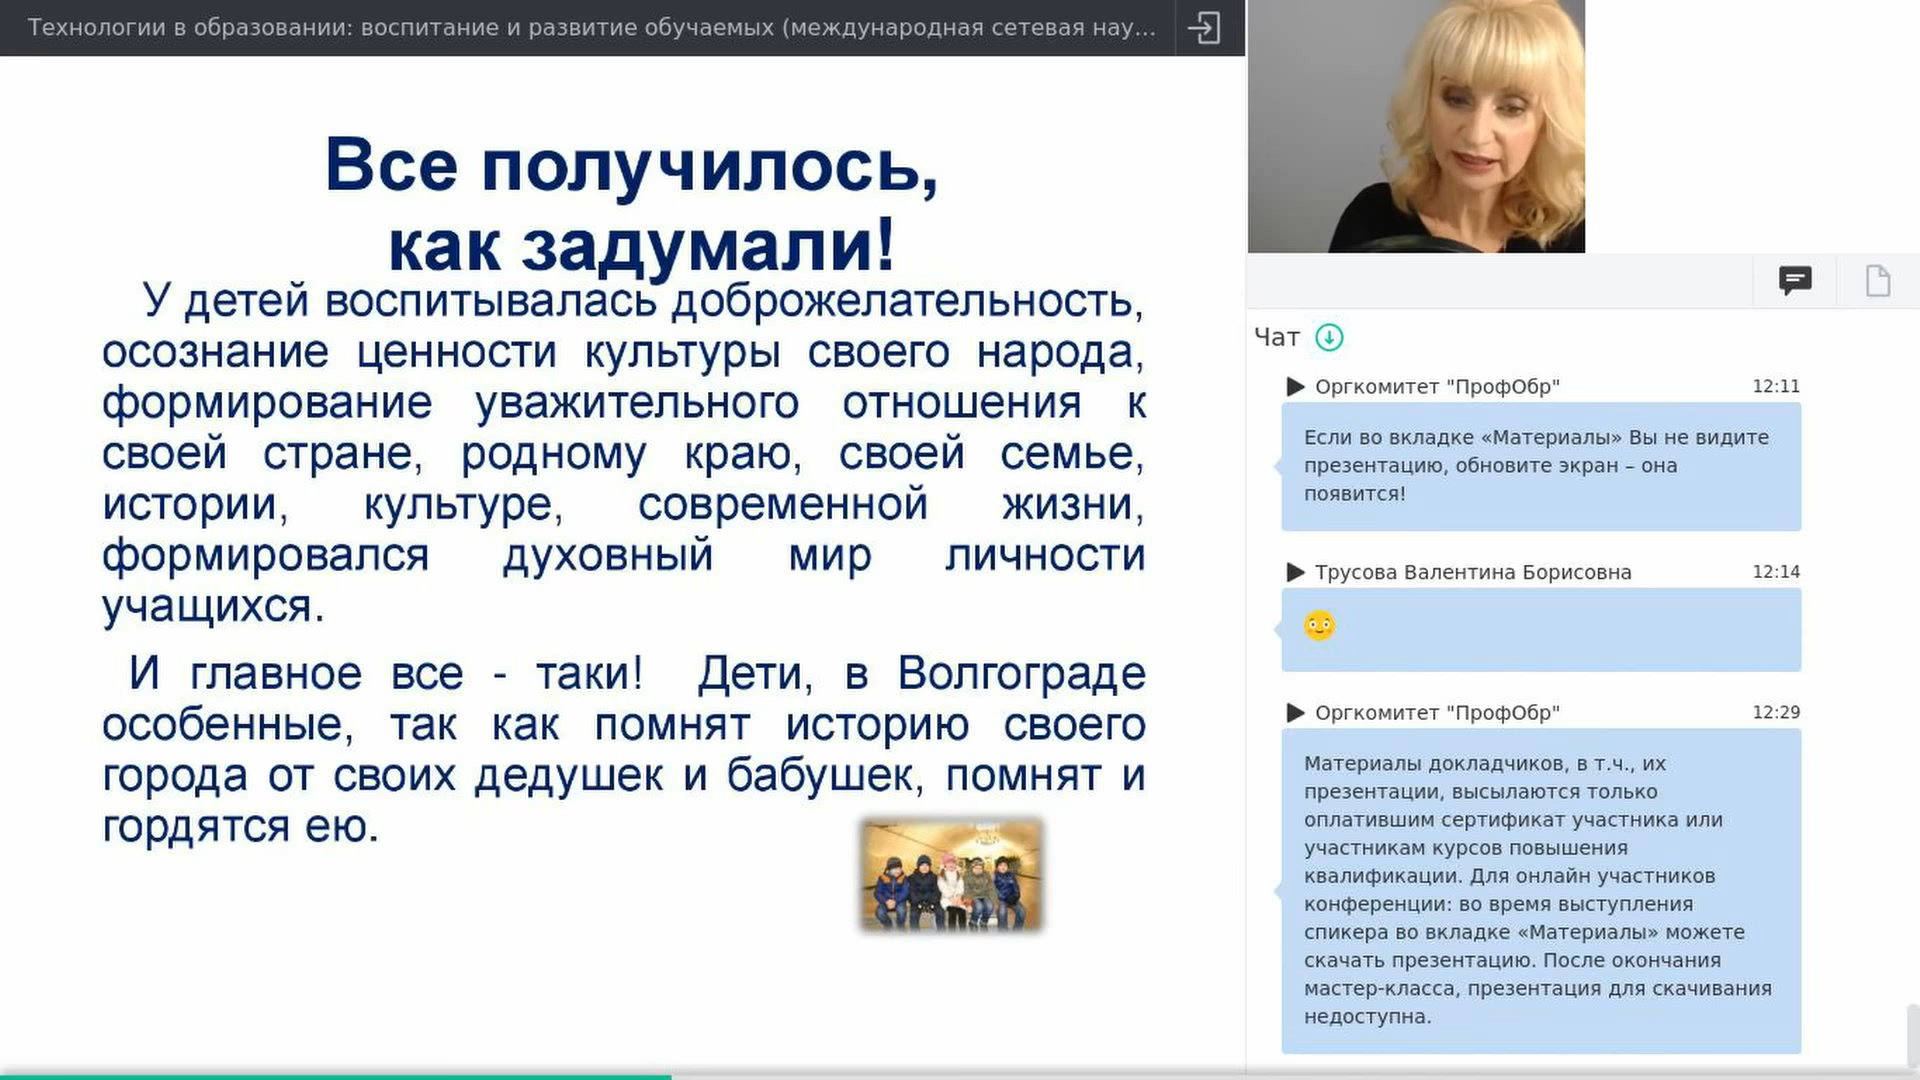 Технологии в образовании: воспитание и развитие обучаемых (международная сетевая нау...
Все получилось,
как задумали!
У детей воспитывалась доброжелательность,
осознание ценности культуры своего народа,
формирование уважительного отношения к
своей стране, родному краю, своей семье,
истории, культуре, современной жизни,
формировался духовный мир личности
учащихся.
И главное все - таки! Дети, в Волгограде
особенные, так как помнят историю своего
города от своих дедушек и бабушек, помнят и
гордятся ею.
Чат
Оргкомитет "ПрофОбр" 12:11
Если во вкладке «Материалы» Вы не видите
презентацию, обновите экран – она
появится!
Трусова Валентина Борисовна 12:14
Оргкомитет "ПрофОбр" 12:29
Материалы докладчиков, в т.ч., их
презентации, высылаются только
оплатившим сертификат участника или
участникам курсов повышения
квалификации. Для онлайн участников
конференции: во время выступления
спикера во вкладке «Материалы» можете
скачать презентацию. После окончания
мастер-класса, презентация для скачивания
недоступна.